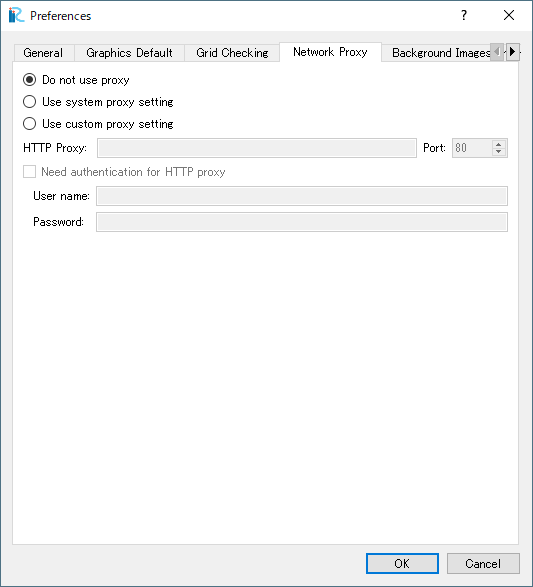 Preferences
General Graphics Default Grid Checking Network Proxy Background Images
Do not use proxy
Use system proxy setting
Use custom proxy setting
HTTP Proxy: Port: 80
Need authentication for HTTP proxy
User name:
Password:
OK Cancel